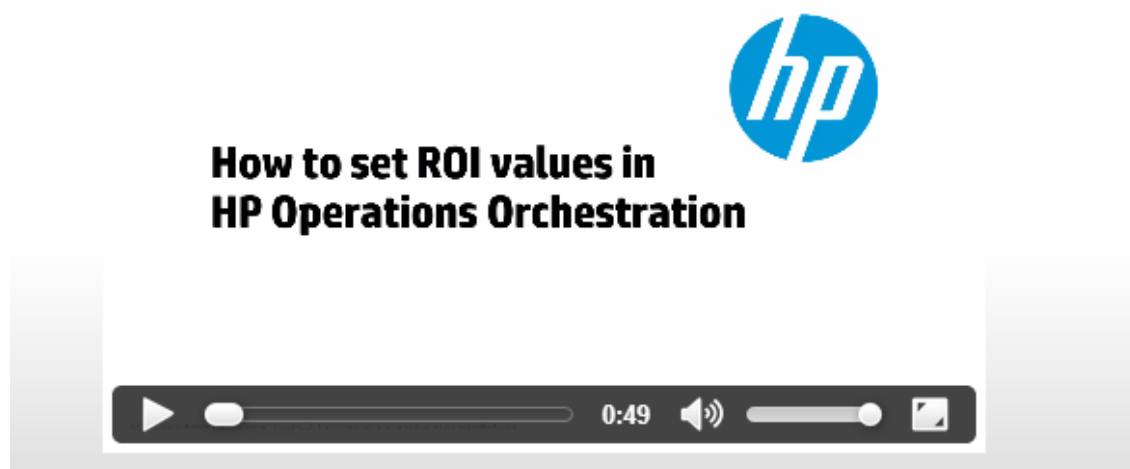 hp
How to set ROI values in
HP Operations Orchestration
0:49